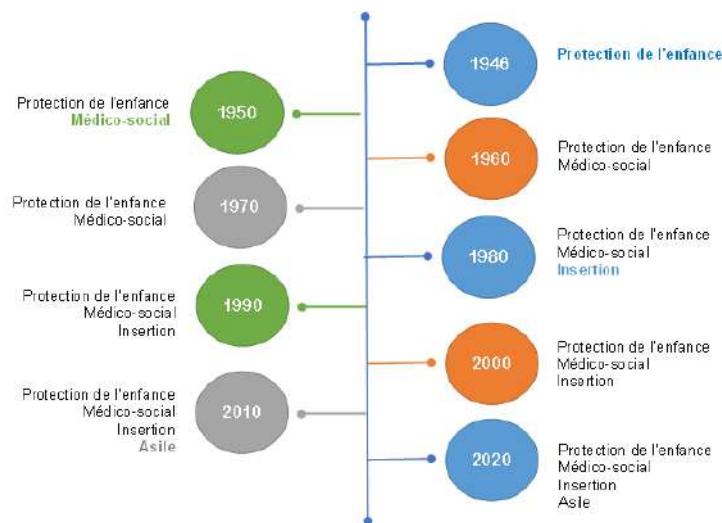 1946
Protection de l'enfance
1950
Protection de l'enfance
Médico-social
1960
Protection de l'enfance
Médico-social
1970
Protection de l'enfance
Médico-social
1980
Protection de l'enfance
Médico-social
Insertion
1990
Protection de l'enfance
Médico-social
Insertion
2000
Protection de l'enfance
Médico-social
Insertion
2010
Protection de l'enfance
Médico-social
Insertion
Asile
2020
Protection de l'enfance
Médico-social
Insertion
Asile